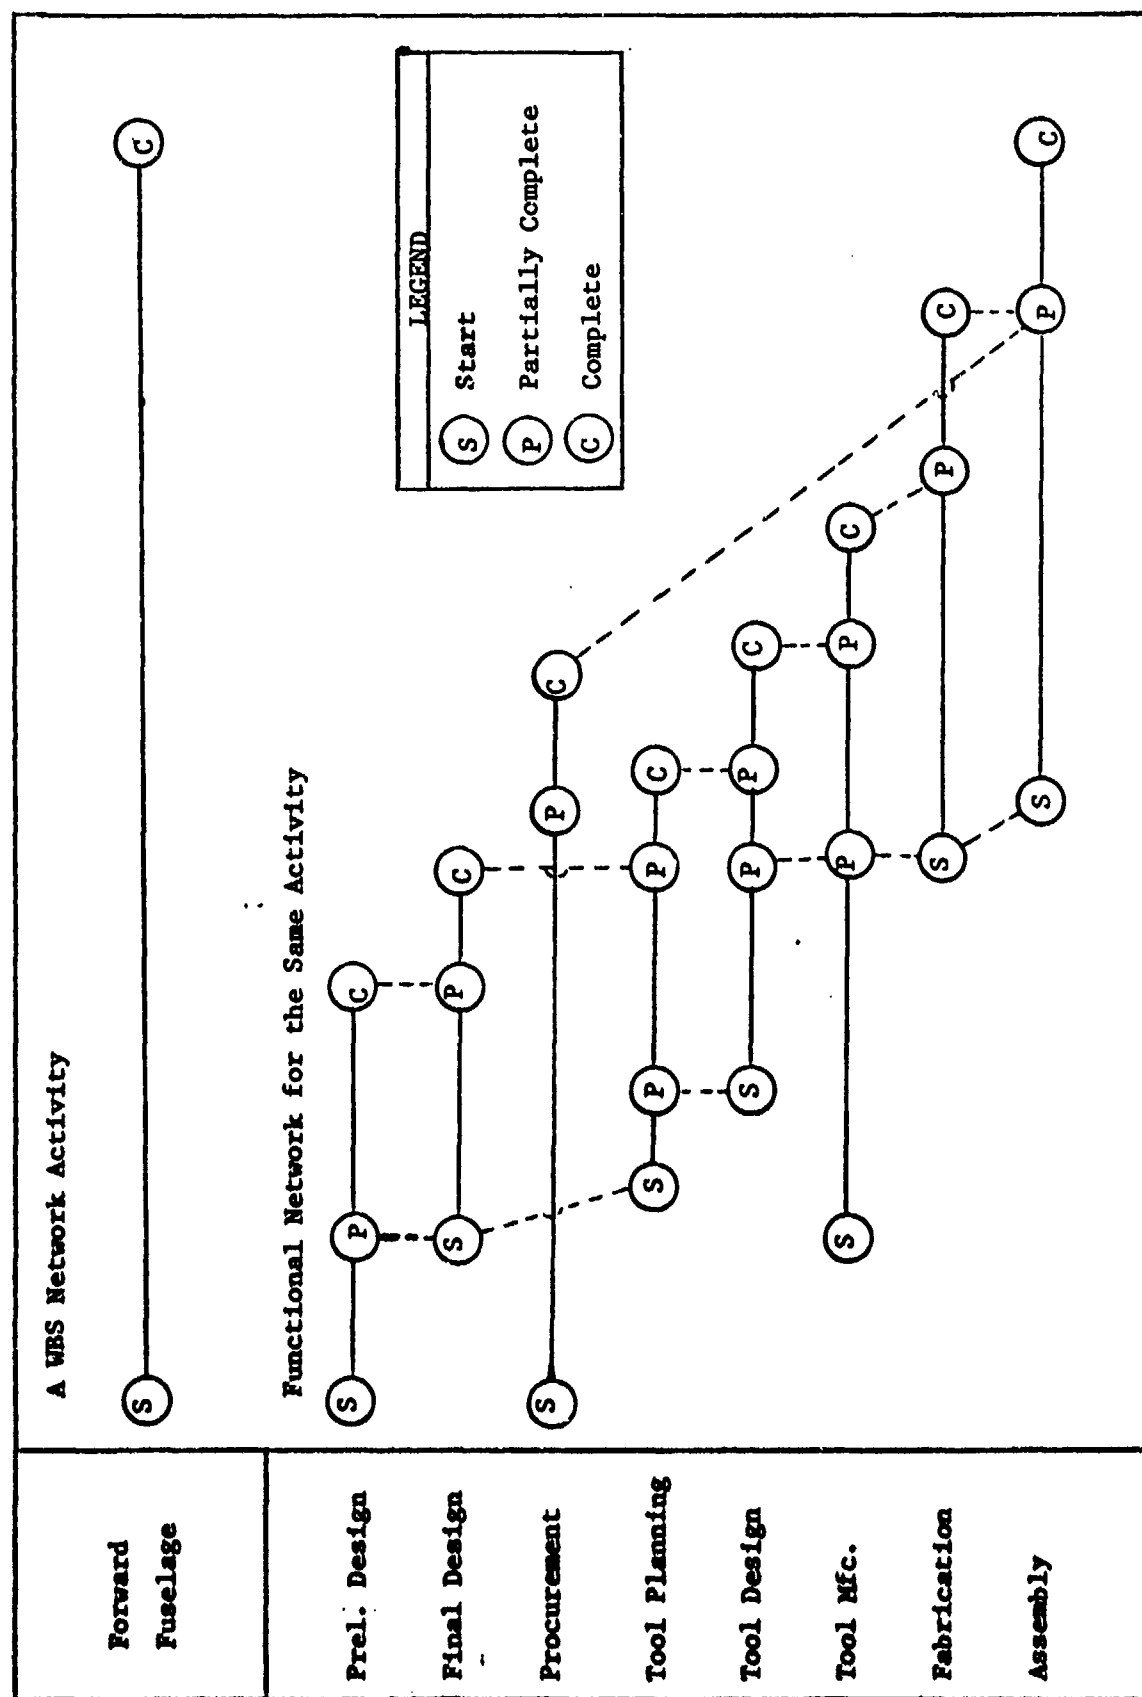 A WBS Network Activity
Forward
Fuselage
S
C
Functional Network for the Same Activity
LEGEND
S Start
P Partially Complete
C Complete
Prel. Design
S
P
C
Final Design
S
P
C
Procurement
S
P
C
Tool Planning
S
P
P
C
Tool Design
S
P
P
C
Tool Mfc.
S
P
P
C
Fabrication
S
P
C
Assembly
S
P
C